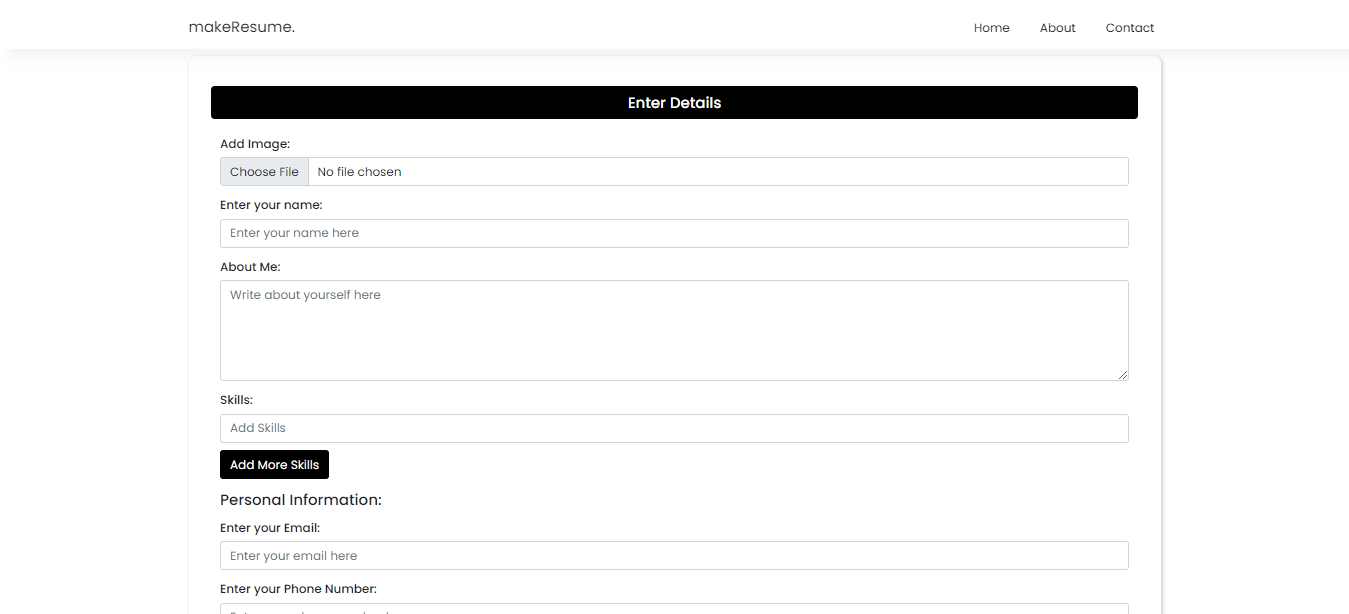 makeResume.
Home About Contact
Enter Details
Add Image:
Choose File No file chosen
Enter your name:
Enter your name here
About Me:
Write about yourself here
Skills:
Add Skills
Add More Skills
Personal Information:
Enter your Email:
Enter your email here
Enter your Phone Number: